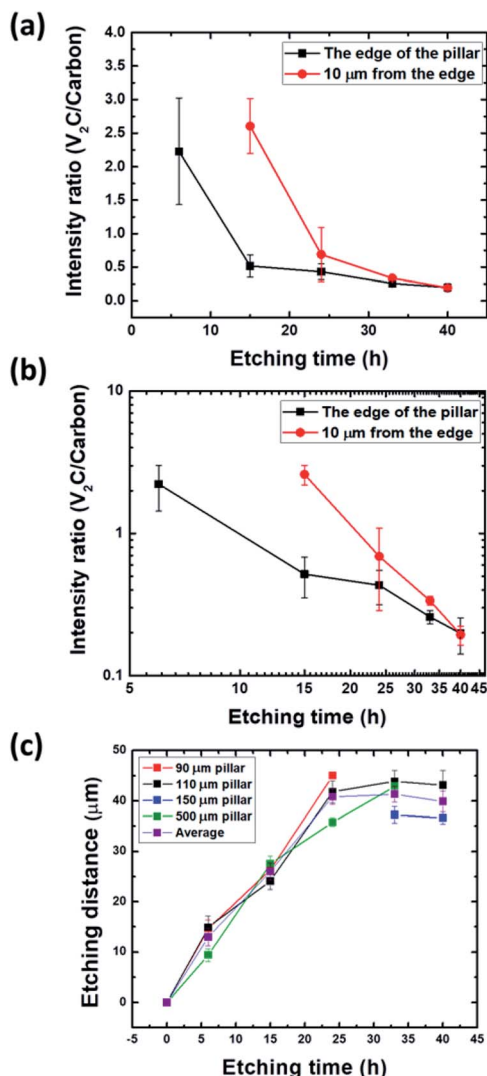 (a)
4.0
3.5
3.0
2.5
2.0
1.5
1.0
0.5
0.0
Intensity ratio (V₂C/Carbon)
The edge of the pillar
10 μm from the edge
0 10 20 30 40
Etching time (h)
(b)
10
1
0.1
Intensity ratio (V₂C/Carbon)
The edge of the pillar
10 μm from the edge
5 10 15 20 25 30 35 40 45
Etching time (h)
(c)
50
40
30
20
10
0
Etching distance (μm)
90 μm pillar
110 μm pillar
150 μm pillar
500 μm pillar
Average
-5 0 5 10 15 20 25 30 35 40 45
Etching time (h)